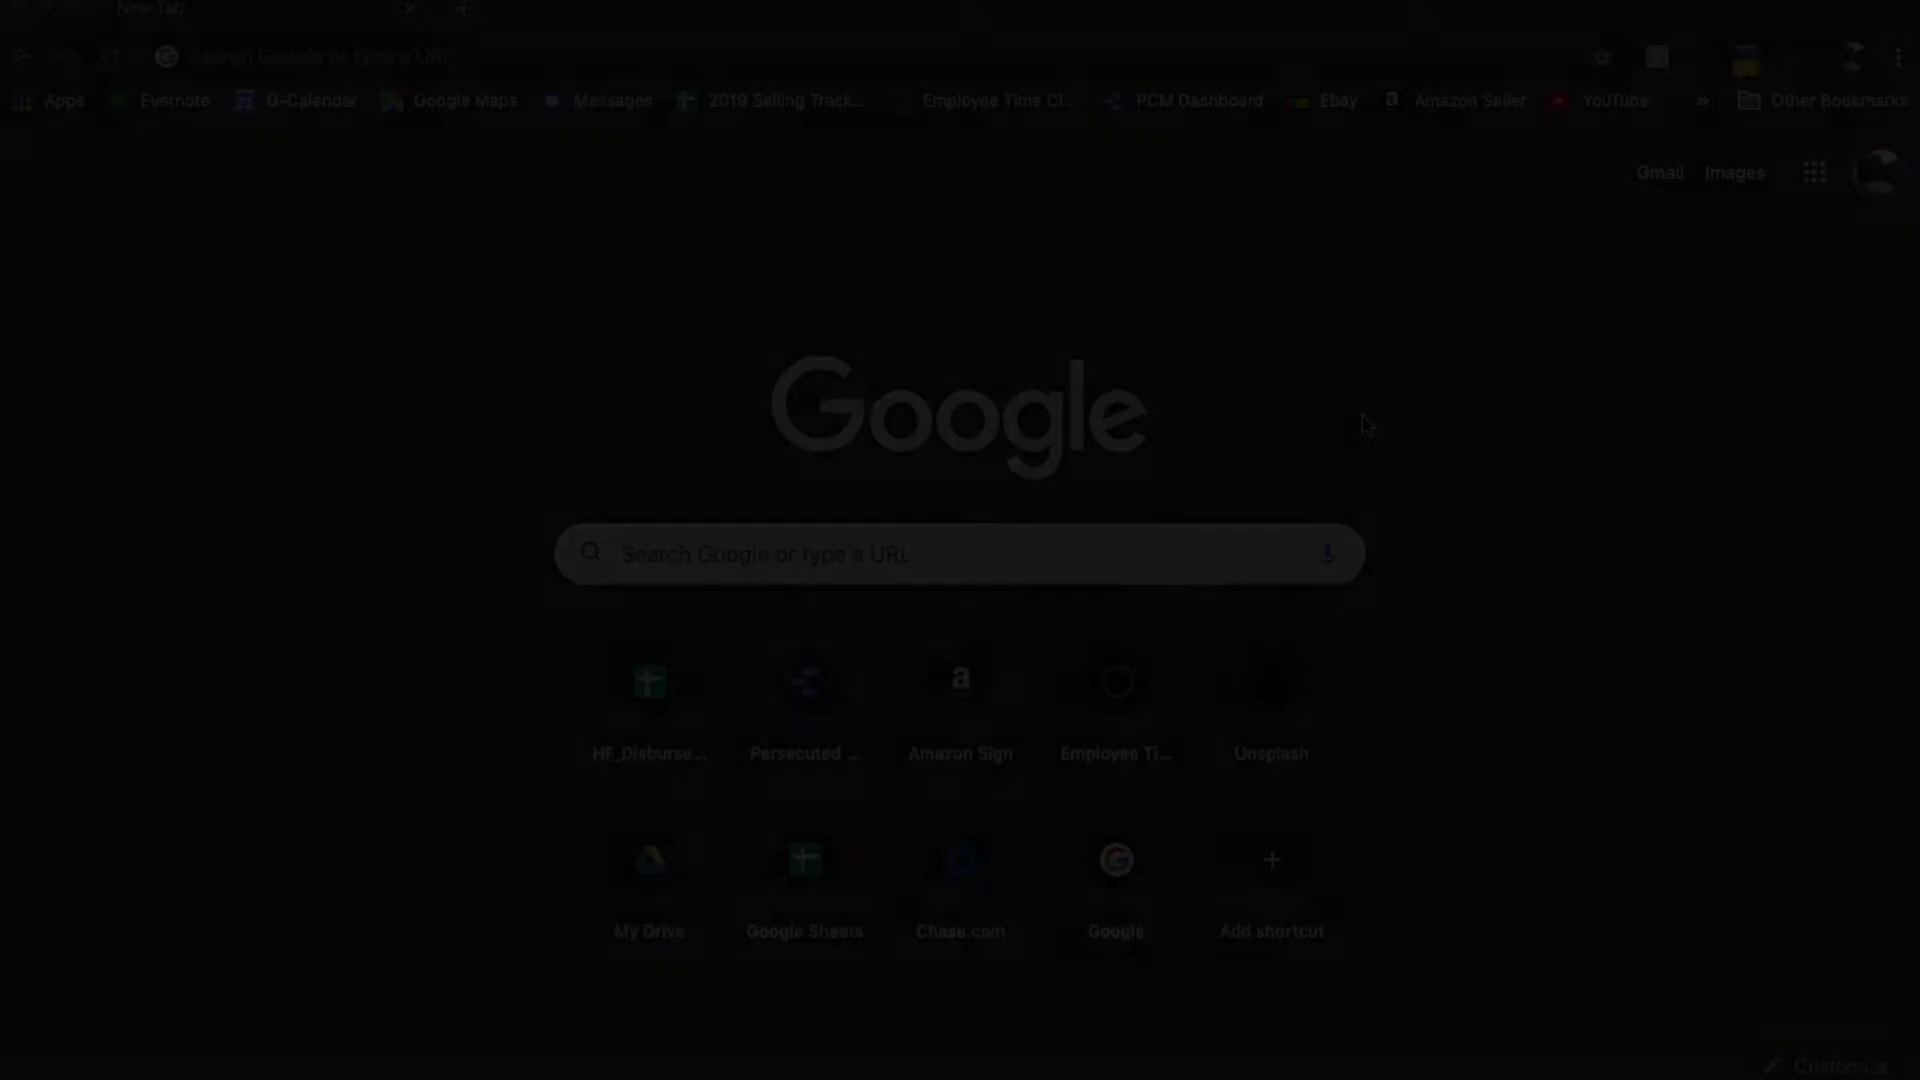 New Tab
Search Google or type a URL
Apps Evernote G-Calendar Google Maps Messages 2019 Selling Track... Employee Time Cl... PCM Dashboard Ebay a Amazon Seller YouTube » Other Bookmarks
Gmail Images
Google
Search Google or type a URL
a
HF_Disburse... Persecuted ... Amazon Sign Employee Ti... Unsplash
G
My Drive Google Sheets Chase.com Google Add shortcut
Customize